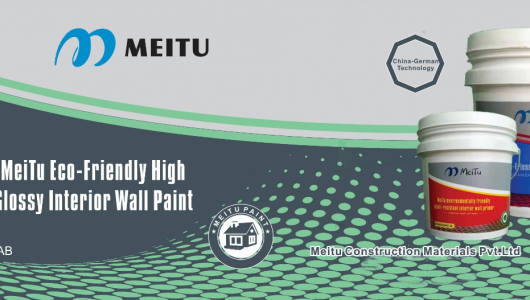 MEITU
China-German
Technology
MeiTu Eco-Friendly High
Glossy Interior Wall Paint
MeiTu
MEITU PAINT
AB
Meitu Construction Materials Pvt.Ltd